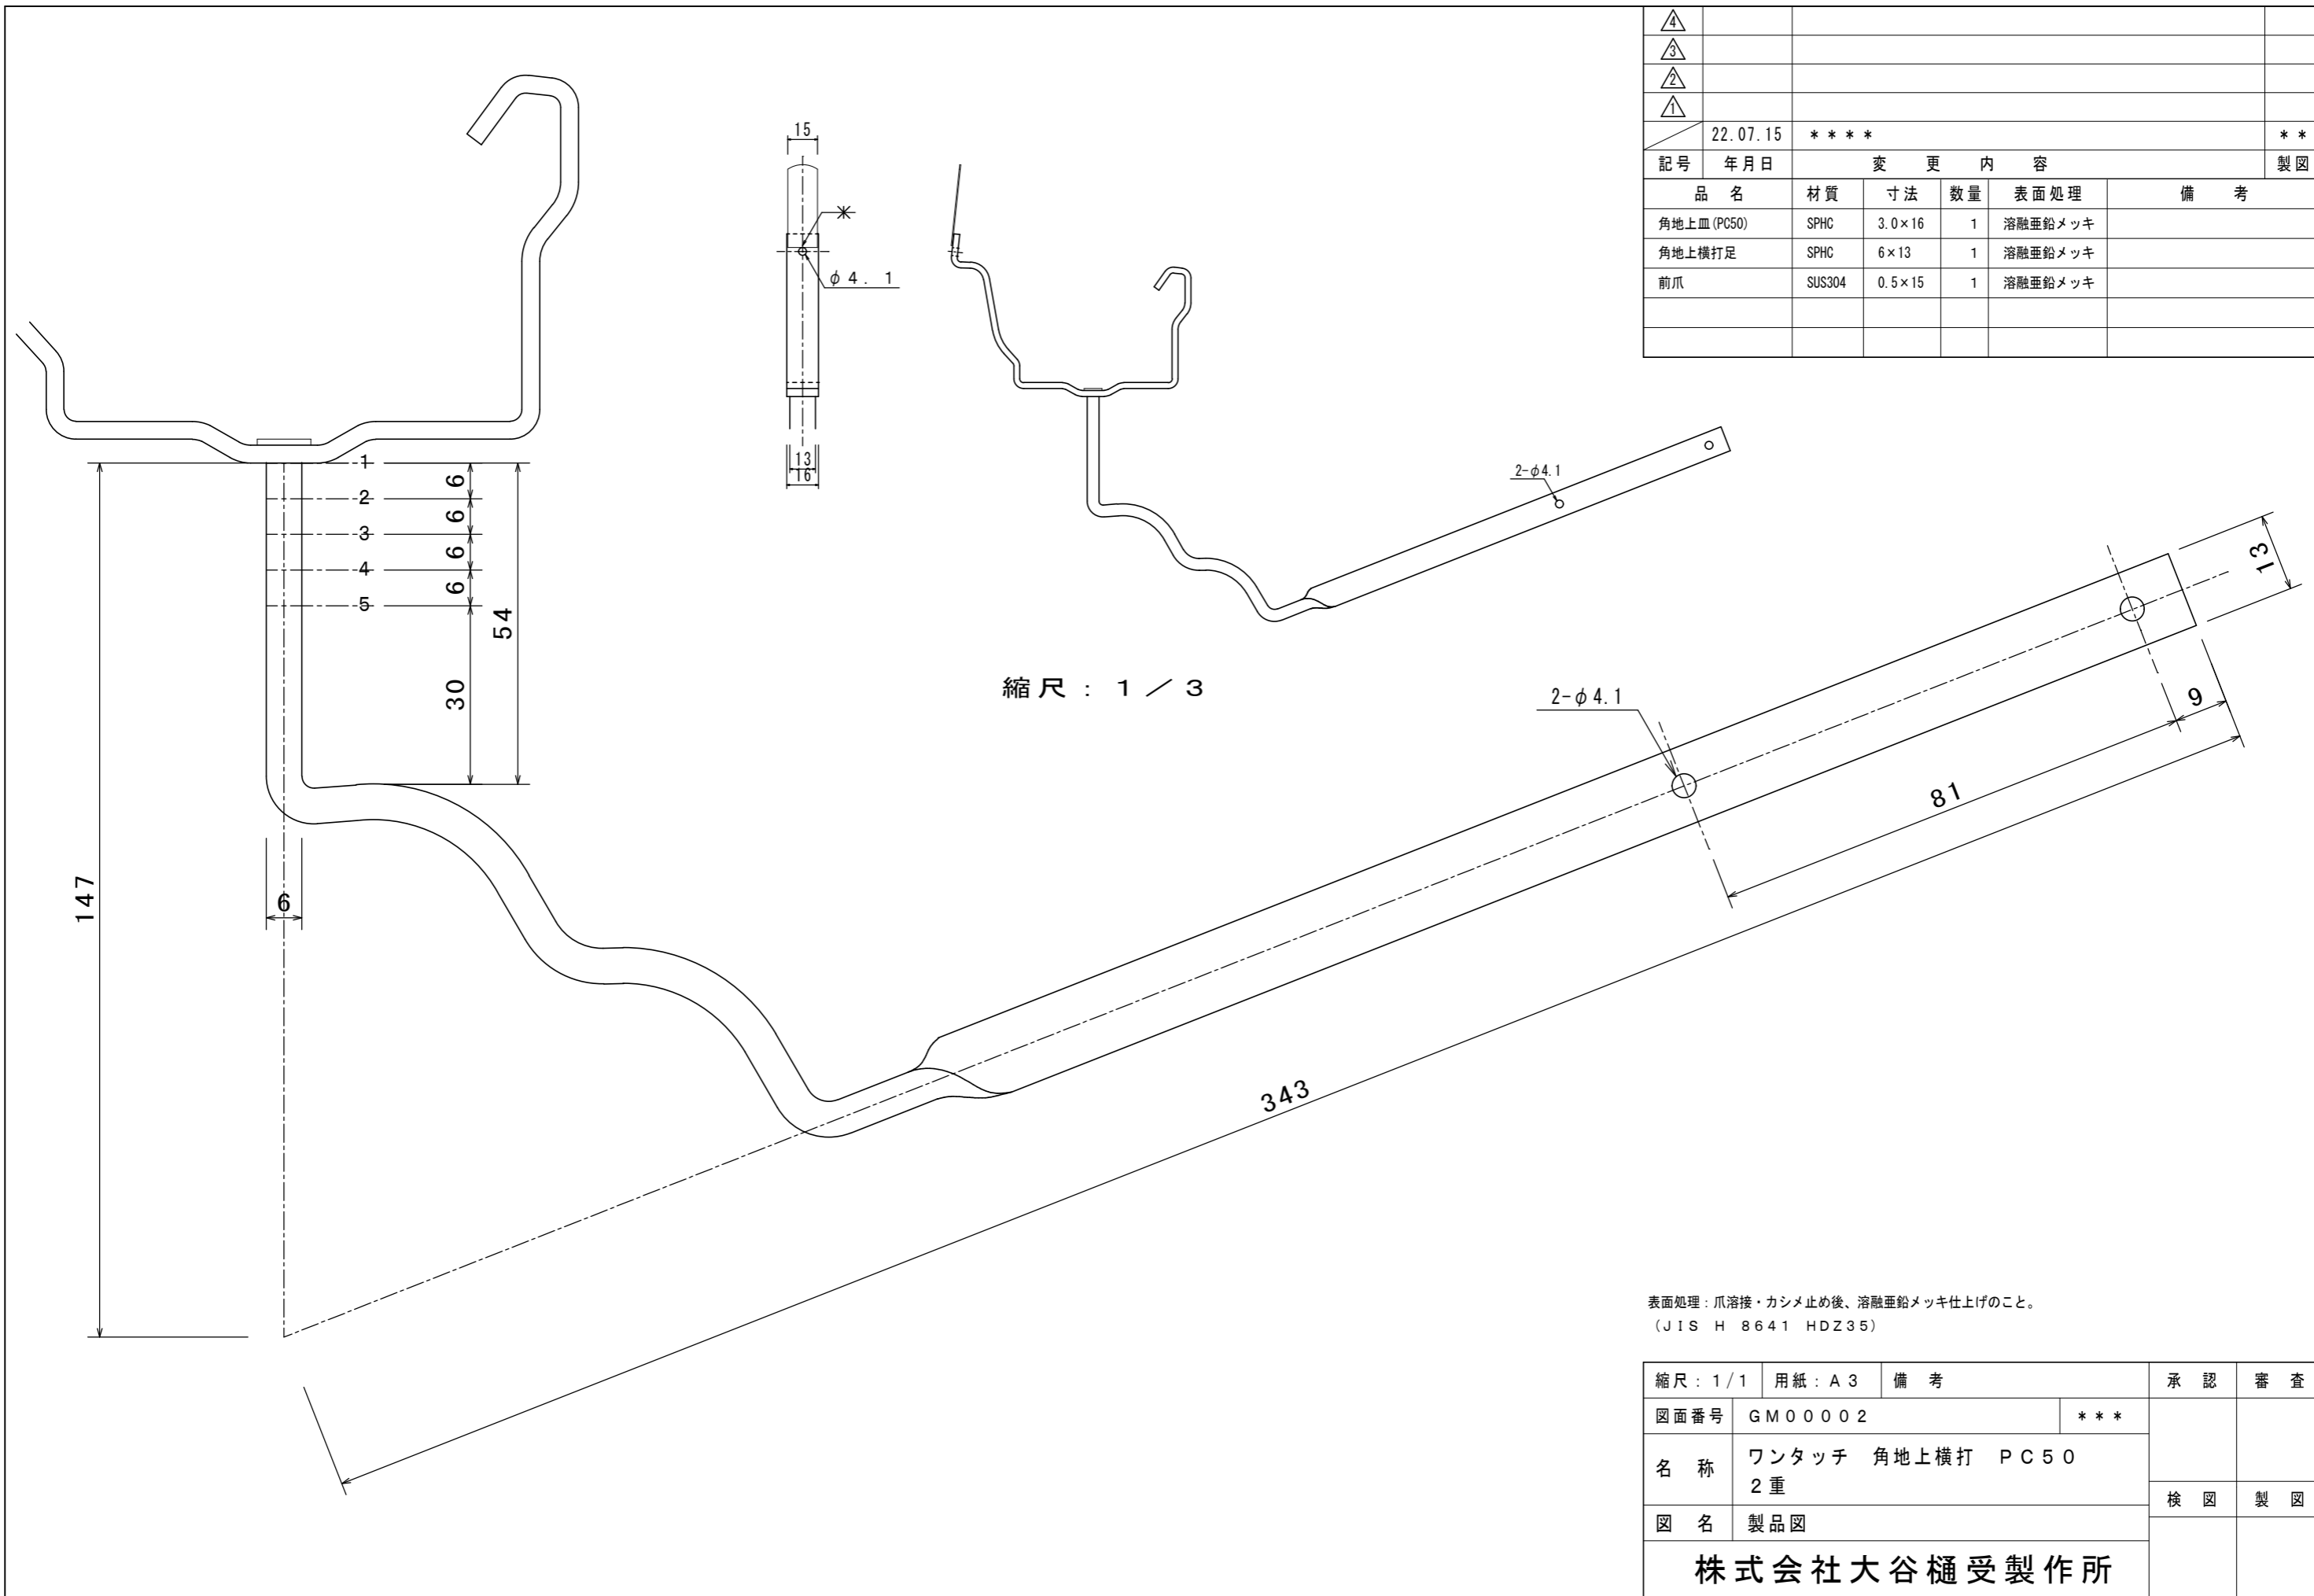 4
3
2
1
22.07.15 ＊＊＊＊ ＊＊
記号 年月日 変更内容 製図
品名 材質 寸法 数量 表面処理 備考
角地上皿(PC50) SPHC 3.0×16 1 溶融亜鉛メッキ
角地上横打足 SPHC 6×13 1 溶融亜鉛メッキ
前爪 SUS304 0.5×15 1 溶融亜鉛メッキ
15
φ4.1
13
16
2-φ4.1
縮尺：1／3
1
2
3
4
5
6
6
6
6
30
54
147
6
2-φ4.1
13
9
81
343
表面処理：爪溶接・カシメ止め後、溶融亜鉛メッキ仕上げのこと。
（JIS H 8641 HDZ35）
縮尺：1/1 用紙：A3 備考 承認 審査
図面番号 GM00002 ＊＊＊
名称 ワンタッチ 角地上横打 PC50
2重
検図 製図
図名 製品図
株式会社大谷樋受製作所